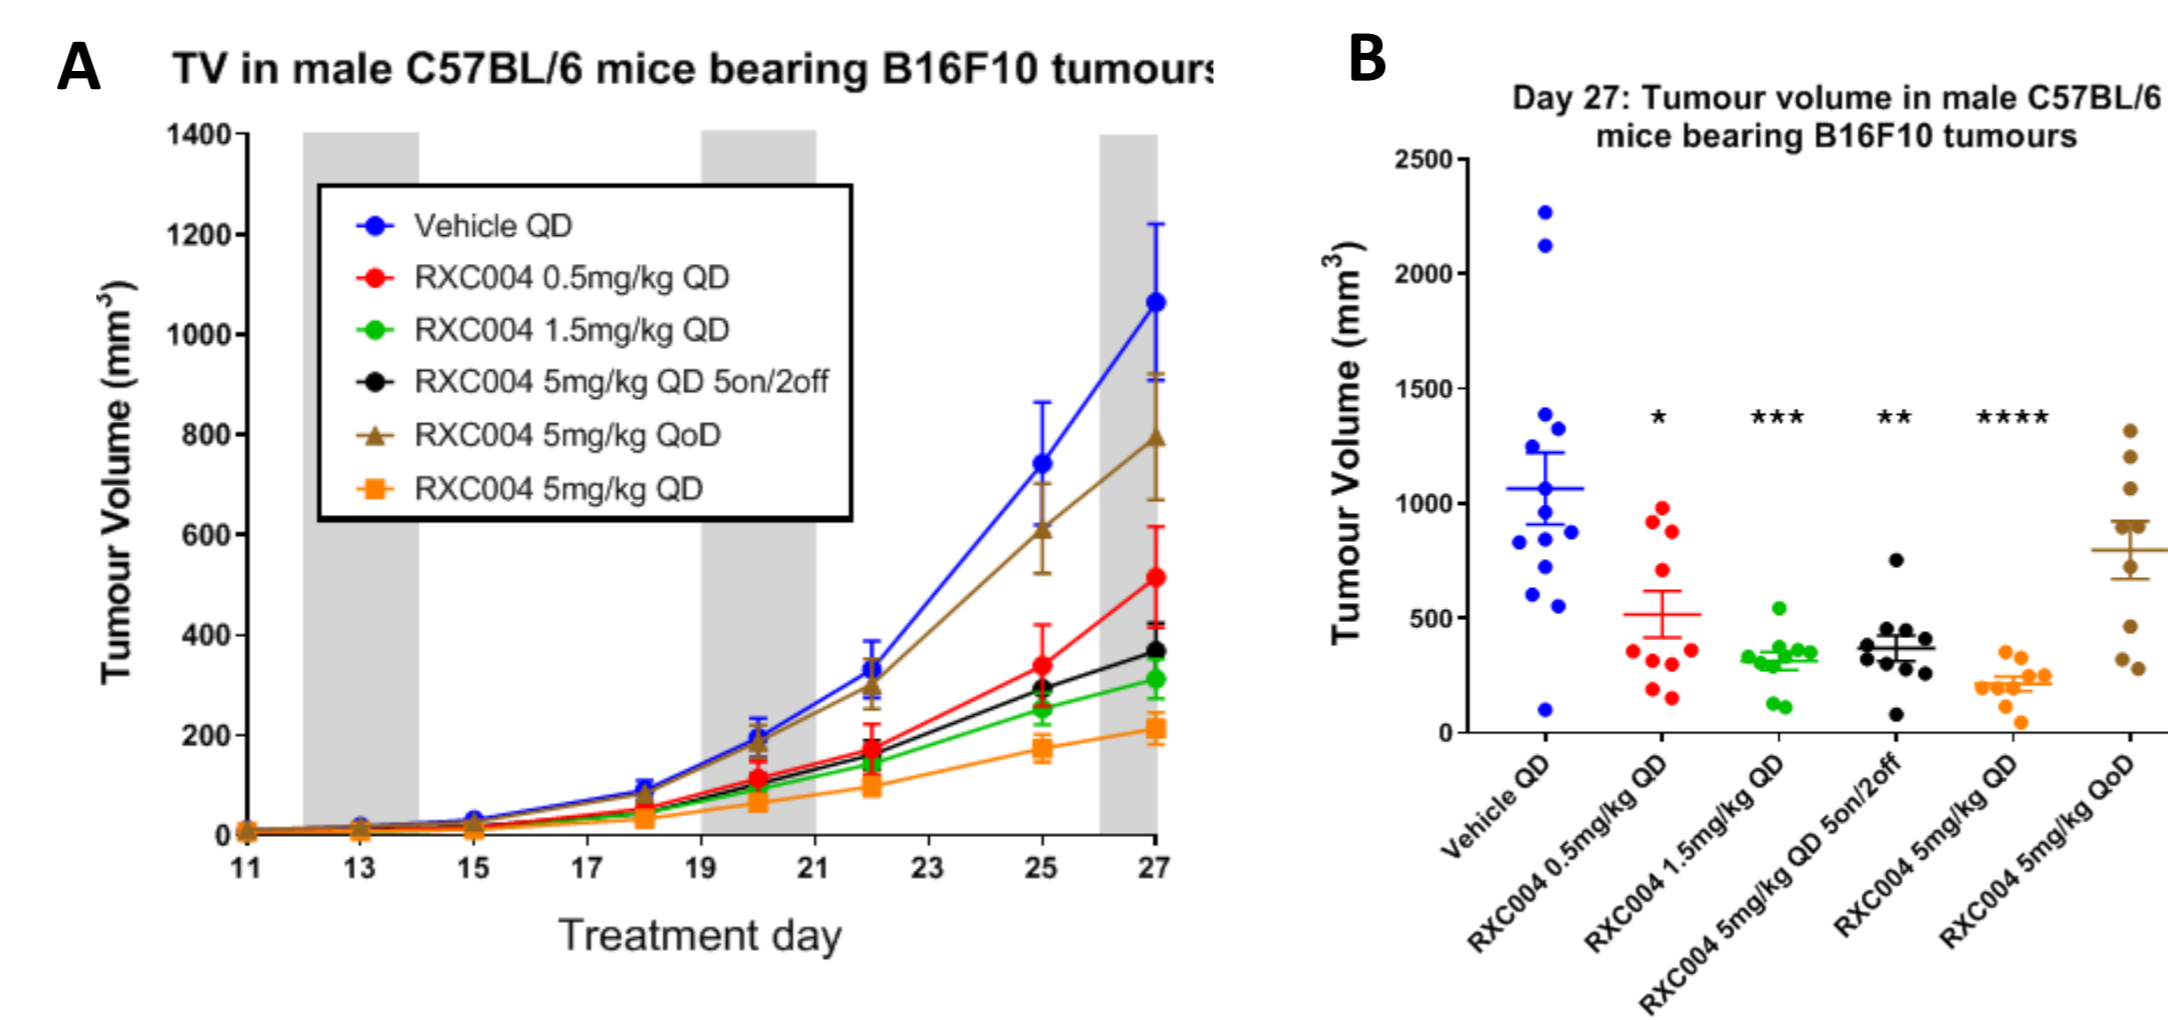 A
TV in male C57BL/6 mice bearing B16F10 tumours
1400
1200
1000
800
600
400
200
0
Tumour Volume (mm³)
Vehicle QD
RXC004 0.5mg/kg QD
RXC004 1.5mg/kg QD
RXC004 5mg/kg QD 5on/2off
RXC004 5mg/kg QoD
RXC004 5mg/kg QD
11 13 15 17 19 21 23 25 27
Treatment day
B
Day 27: Tumour volume in male C57BL/6
mice bearing B16F10 tumours
2500
2000
1500
1000
500
0
Tumour Volume (mm³)
* *** ** ****
Vehicle QD
RXC004 0.5mg/kg QD
RXC004 1.5mg/kg QD
RXC004 5mg/kg QD 5on/2off
RXC004 5mg/kg QD
RXC004 5mg/kg QoD